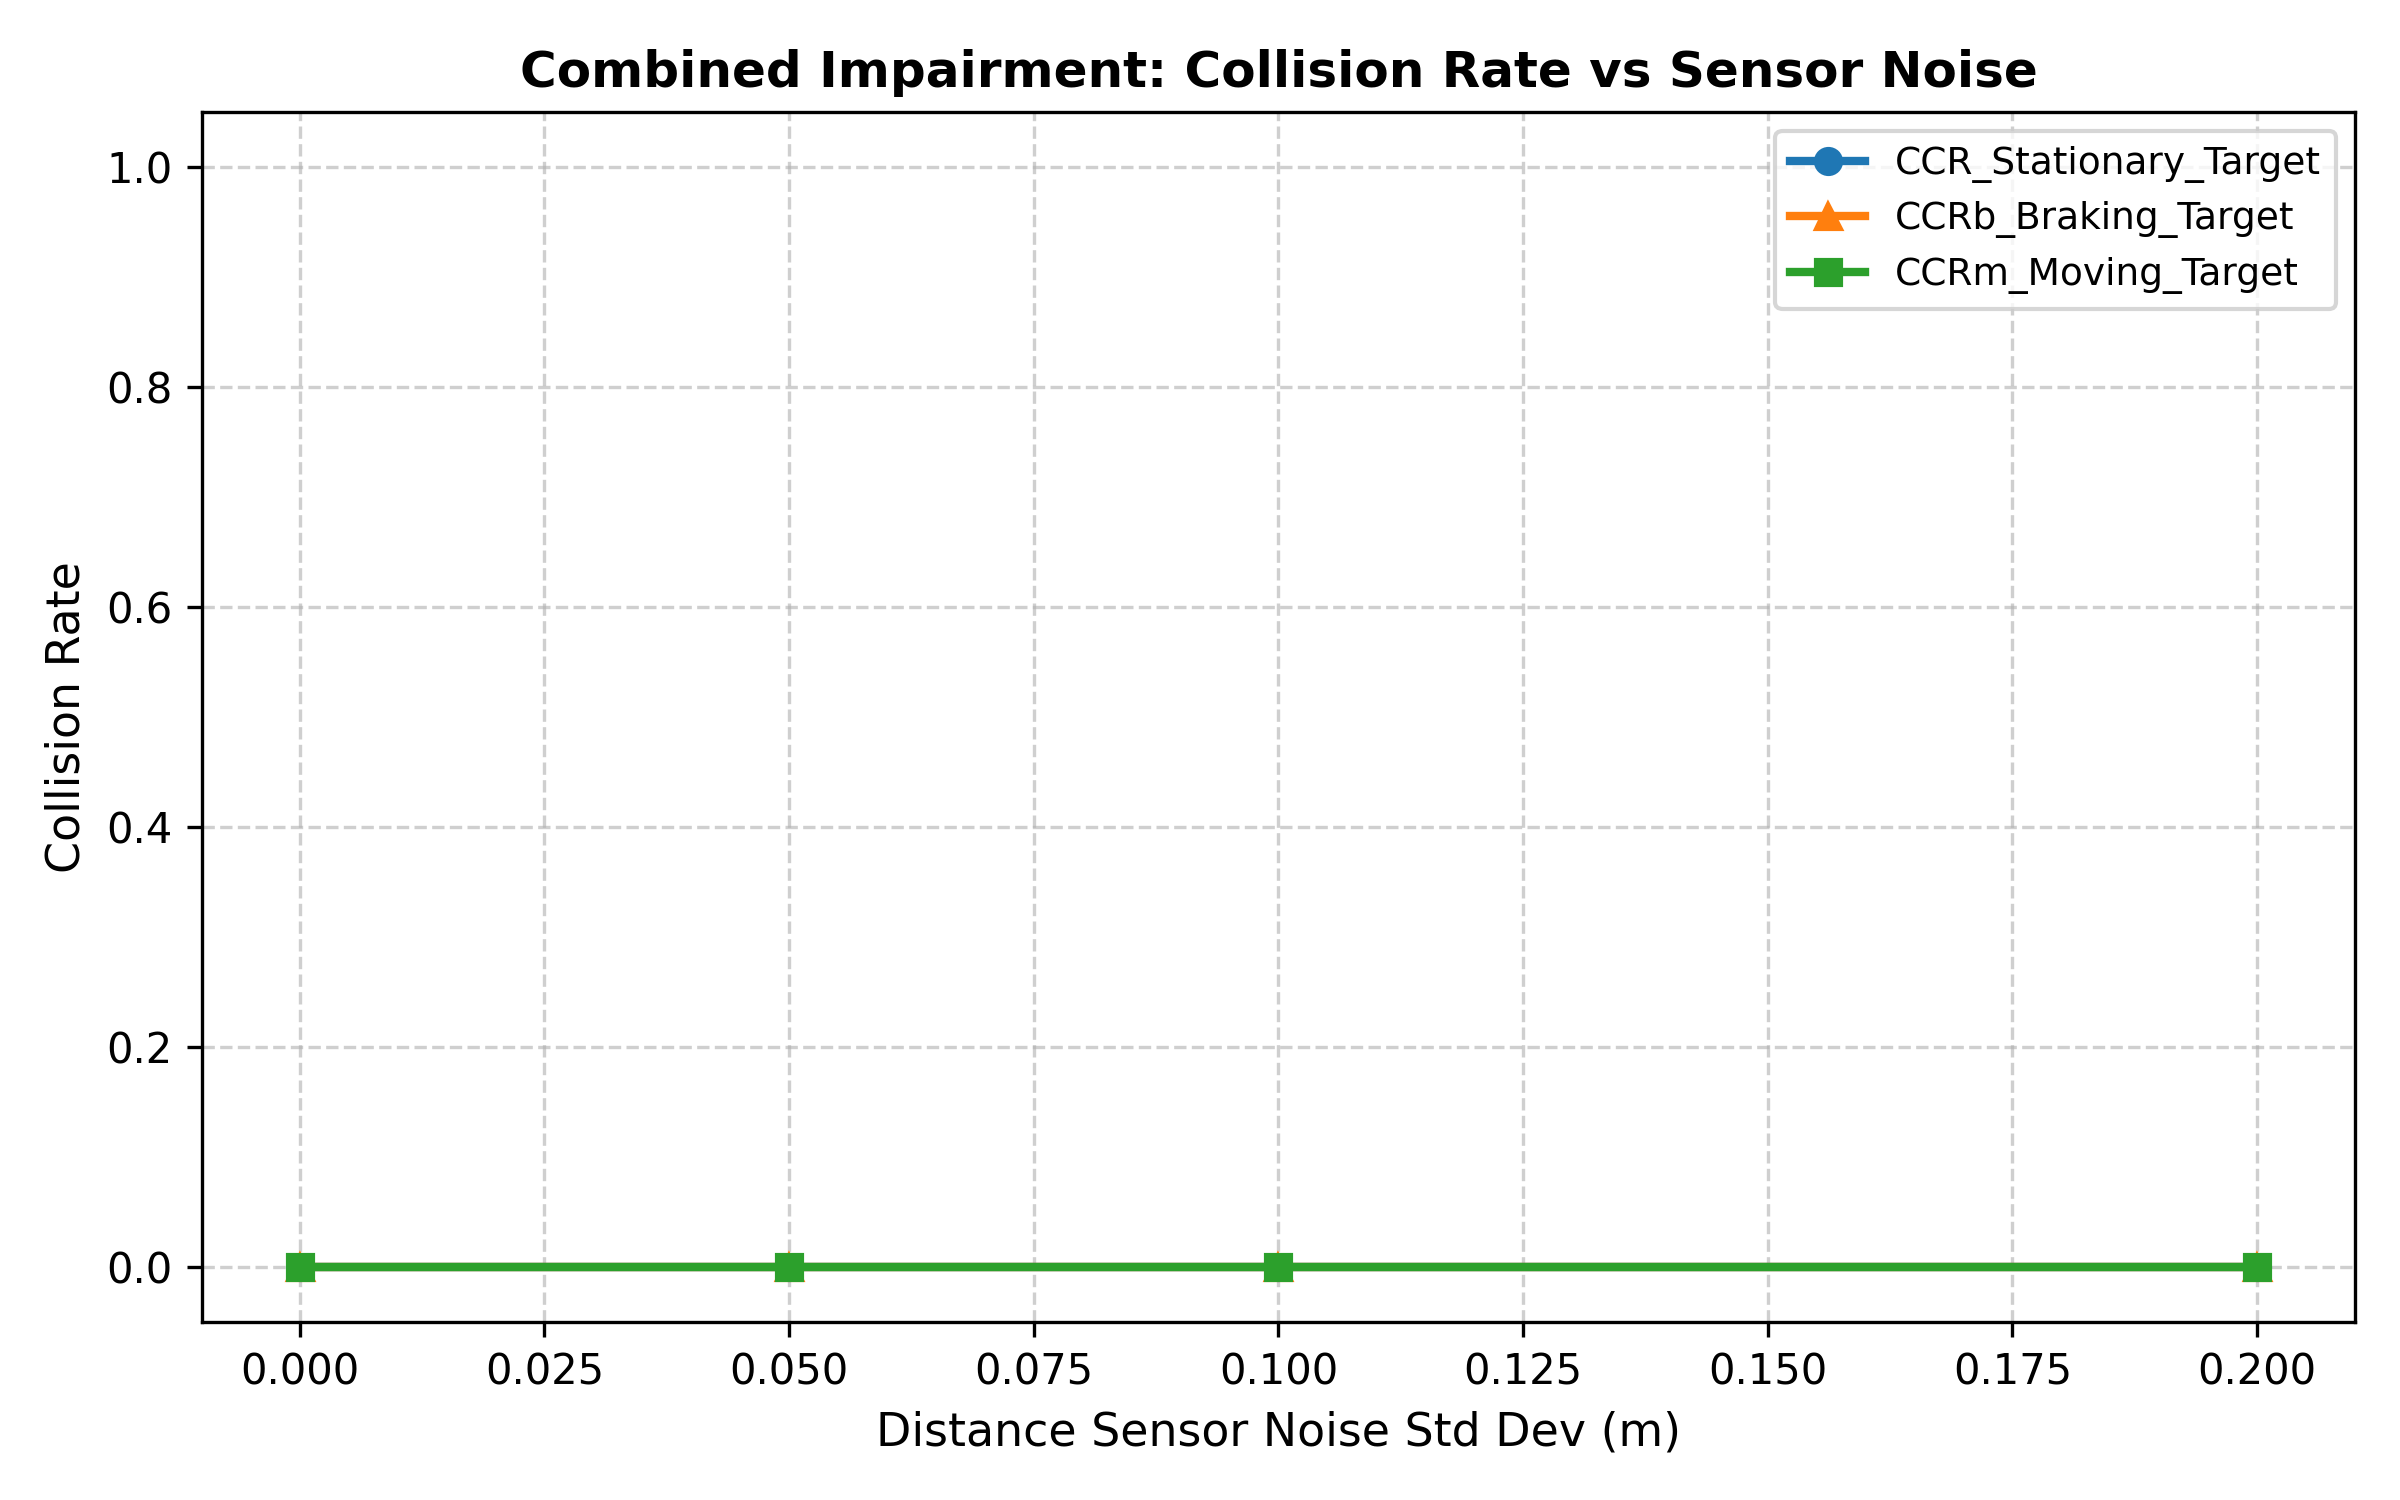 Combined Impairment: Collision Rate vs Sensor Noise
CCR_Stationary_Target
CCRb_Braking_Target
CCRm_Moving_Target
Collision Rate
1.0
0.8
0.6
0.4
0.2
0.0
0.000 0.025 0.050 0.075 0.100 0.125 0.150 0.175 0.200
Distance Sensor Noise Std Dev (m)